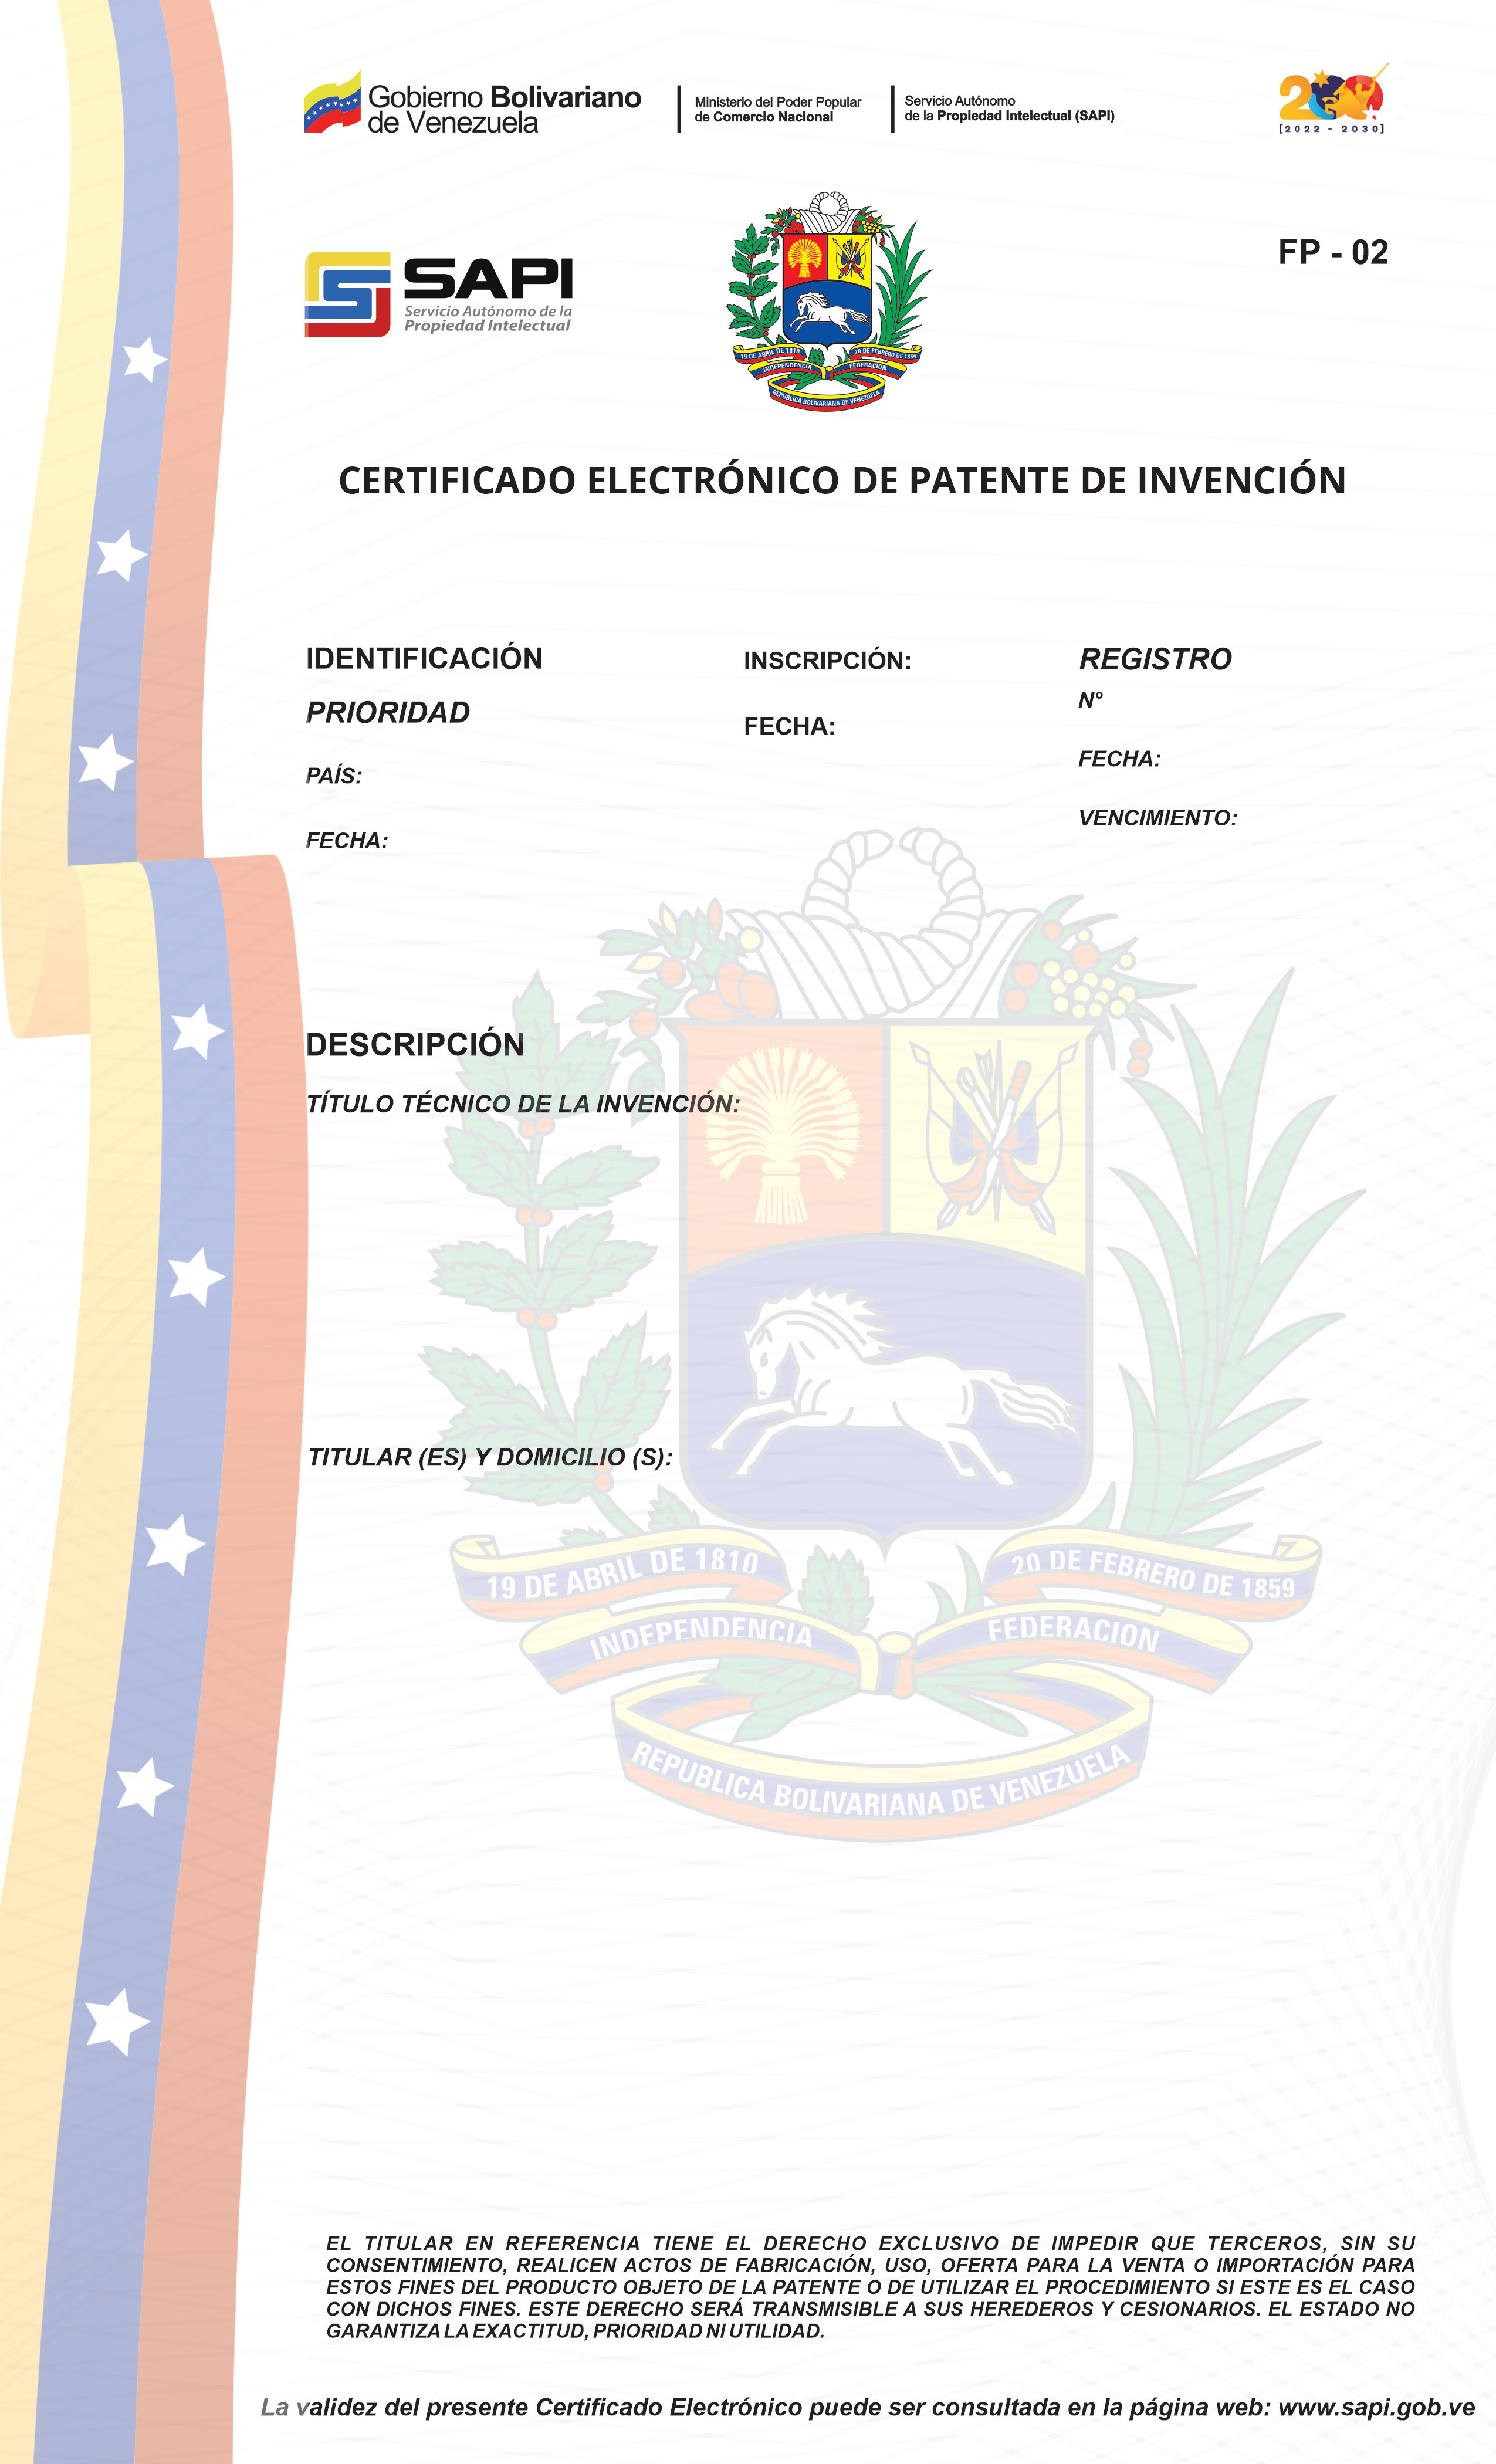 Gobierno Bolivariano
de Venezuela
Ministerio del Poder Popular
de Comercio Nacional
Servicio Autónomo
de la Propiedad Intelectual (SAPI)
200
[2022 - 2030]
SAPI
Servicio Autónomo de la
Propiedad Intelectual
19 DE ABRIL DE 1810
20 DE FEBRERO DE 1859
INDEPENDENCIA
FEDERACIÓN
REPUBLICA BOLIVARIANA DE VENEZUELA
FP - 02
CERTIFICADO ELECTRÓNICO DE PATENTE DE INVENCIÓN
IDENTIFICACIÓN
PRIORIDAD
PAÍS:
FECHA:
INSCRIPCIÓN:
FECHA:
REGISTRO
N°
FECHA:
VENCIMIENTO:
DESCRIPCIÓN
TÍTULO TÉCNICO DE LA INVENCIÓN:
TITULAR (ES) Y DOMICILIO (S):
19 DE ABRIL DE 1810
20 DE FEBRERO DE 1859
INDEPENDENCIA
FEDERACION
REPUBLICA BOLIVARIANA DE VENEZUELA
EL TITULAR EN REFERENCIA TIENE EL DERECHO EXCLUSIVO DE IMPEDIR QUE TERCEROS, SIN SU
CONSENTIMIENTO, REALICEN ACTOS DE FABRICACIÓN, USO, OFERTA PARA LA VENTA O IMPORTACIÓN PARA
ESTOS FINES DEL PRODUCTO OBJETO DE LA PATENTE O DE UTILIZAR EL PROCEDIMIENTO SI ESTE ES EL CASO
CON DICHOS FINES. ESTE DERECHO SERÁ TRANSMISIBLE A SUS HEREDEROS Y CESIONARIOS. EL ESTADO NO
GARANTIZA LA EXACTITUD, PRIORIDAD NI UTILIDAD.
La validez del presente Certificado Electrónico puede ser consultada en la página web: www.sapi.gob.ve